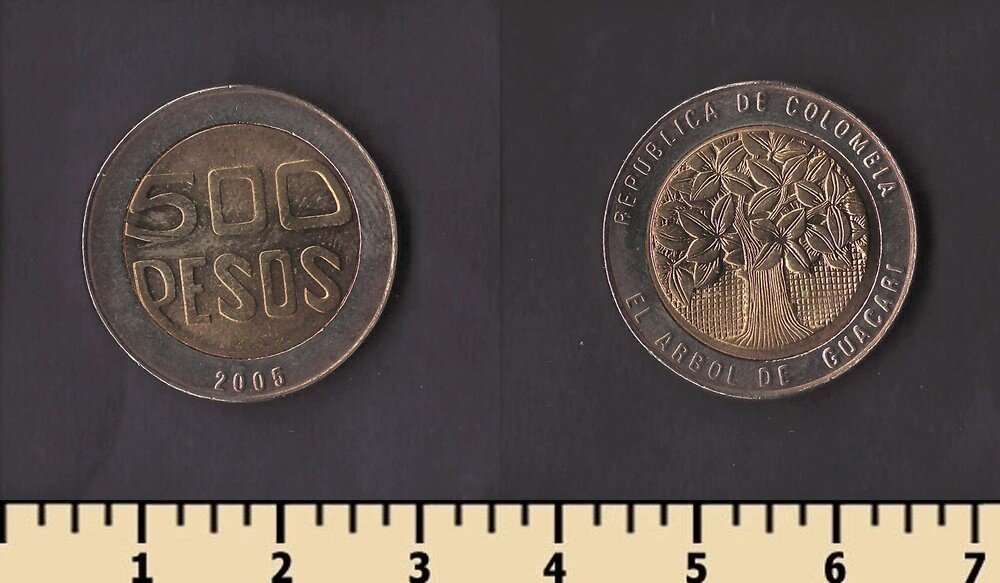 500
PESOS
2005
REPUBLICA DE COLOMBIA
EL ARBOL DE GUACARI
1 2 3 4 5 6 7